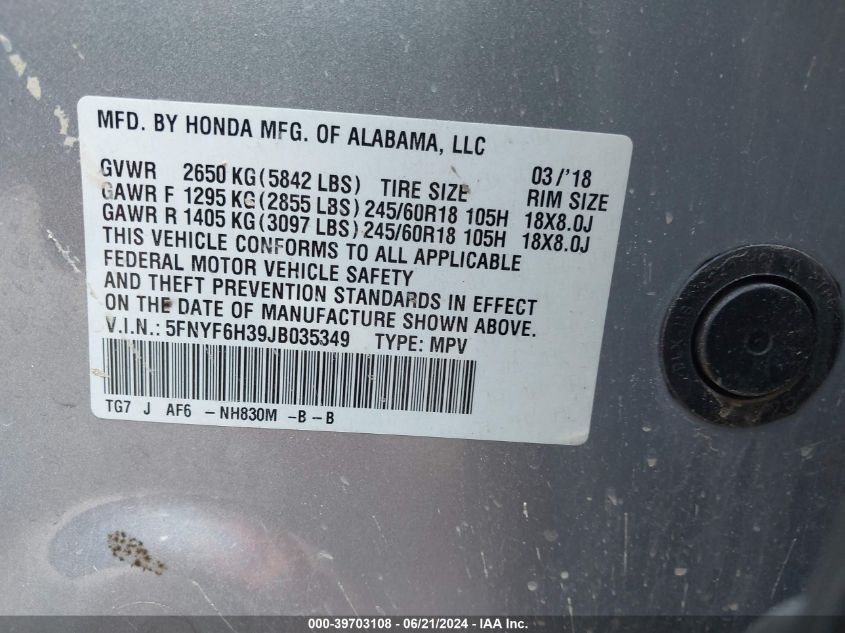 MFD. BY HONDA MFG. OF ALABAMA, LLC
GVWR 2650 KG (5842 LBS) TIRE SIZE 03/'18 RIM SIZE
GAWR F 1295 KG (2855 LBS) 245/60R18 105H 18X8.0J
GAWR R 1405 KG (3097 LBS) 245/60R18 105H 18X8.0J
THIS VEHICLE CONFORMS TO ALL APPLICABLE
FEDERAL MOTOR VEHICLE SAFETY
AND THEFT PREVENTION STANDARDS IN EFFECT
ON THE DATE OF MANUFACTURE SHOWN ABOVE.
V.I.N.: 5FNYF6H39JB035349 TYPE: MPV
TG7 J AF6 - NH830M - B - B
000-39703108 - 06/21/2024 - IAA Inc.